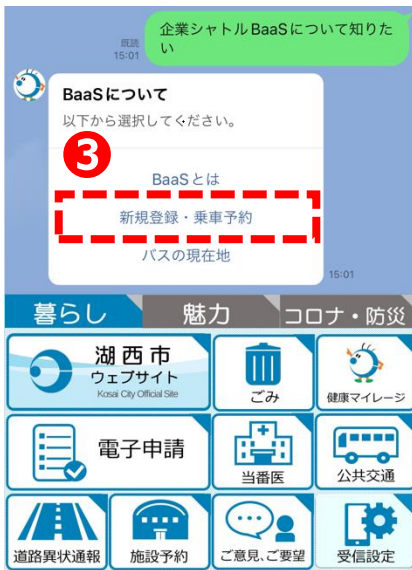 企業シャトルBaaSについて知りた
い
既読
15:01
BaaSについて
以下から選択してください。
3
BaaSとは
新規登録・乗車予約
バスの現在地
15:01
暮らし
魅力
コロナ・防災
湖西市
ウェブサイト
Kosai City Official Site
ごみ
健康マイレージ
電子申請
当番医
公共交通
道路異状通報
施設予約
ご意見、ご要望
受信設定